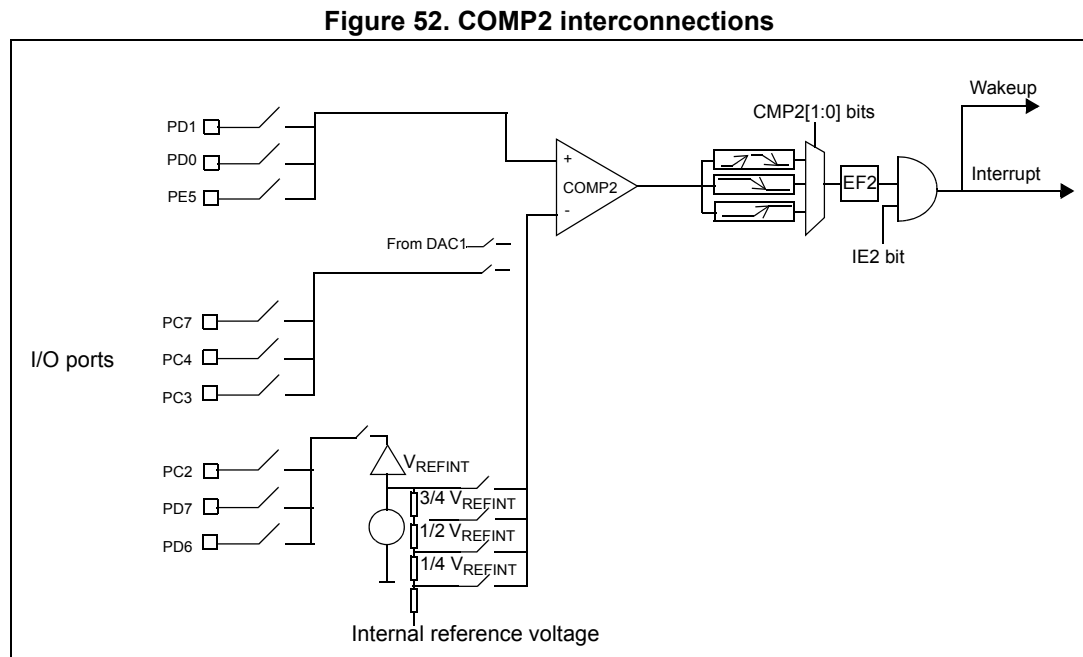 Figure 52. COMP2 interconnections
Wakeup
CMP2[1:0] bits
PD1
PD0
PE5
+
COMP2
-
EF2
Interrupt
IE2 bit
From DAC1
I/O ports
PC7
PC4
PC3
PC2
PD7
PD6
VREFINT
3/4 VREFINT
1/2 VREFINT
1/4 VREFINT
Internal reference voltage